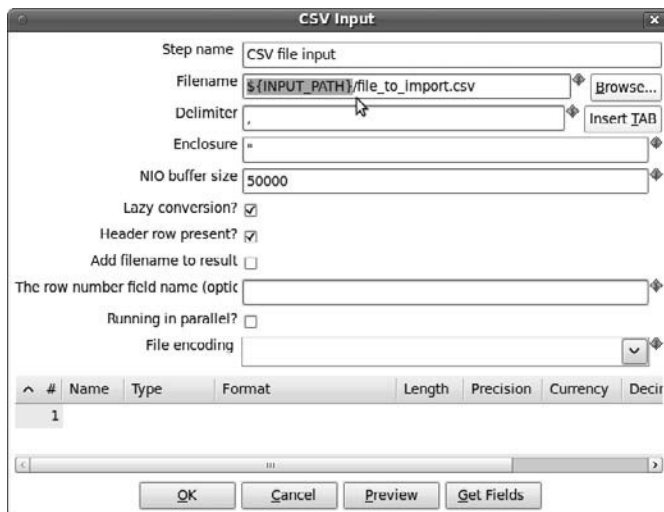 CSV Input
Step name CSV file input
Filename ${INPUT_PATH}/file_to_import.csv Browse...
Delimiter , Insert TAB
Enclosure "
NIO buffer size 50000
Lazy conversion?
Header row present?
Add filename to result
The row number field name (optic
Running in parallel?
File encoding
# Name Type Format Length Precision Currency Decir
1
OK Cancel Preview Get Fields